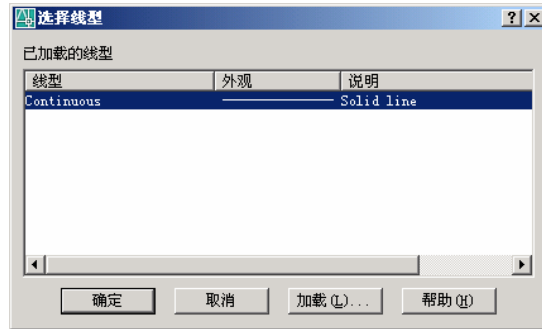 选择线型
已加载的线型
线型 外观 说明
Continuous Solid line
确定 取消 加载(L)... 帮助(H)